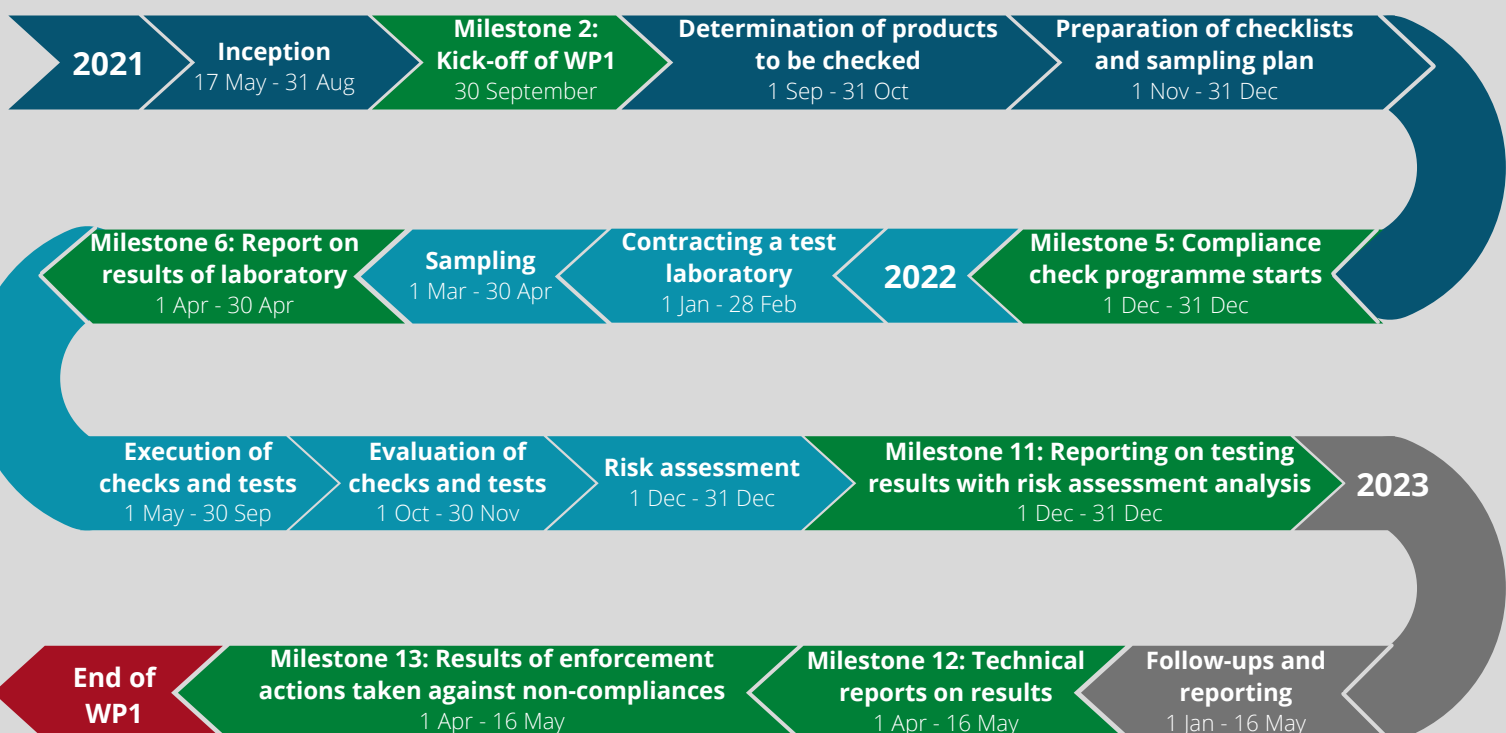 2021
Inception
17 May - 31 Aug
Milestone 2:
Kick-off of WP1
30 September
Determination of products
to be checked
1 Sep - 31 Oct
Preparation of checklists
and sampling plan
1 Nov - 31 Dec
Milestone 5: Compliance
check programme starts
1 Dec - 31 Dec
2022
Contracting a test
laboratory
1 Jan - 28 Feb
Sampling
1 Mar - 30 Apr
Milestone 6: Report on
results of laboratory
1 Apr - 30 Apr
Execution of
checks and tests
1 May - 30 Sep
Evaluation of
checks and tests
1 Oct - 30 Nov
Risk assessment
1 Dec - 31 Dec
Milestone 11: Reporting on testing
results with risk assessment analysis
1 Dec - 31 Dec
2023
Follow-ups and
reporting
1 Jan - 16 May
Milestone 12: Technical
reports on results
1 Apr - 16 May
Milestone 13: Results of enforcement
actions taken against non-compliances
1 Apr - 16 May
End of
WP1